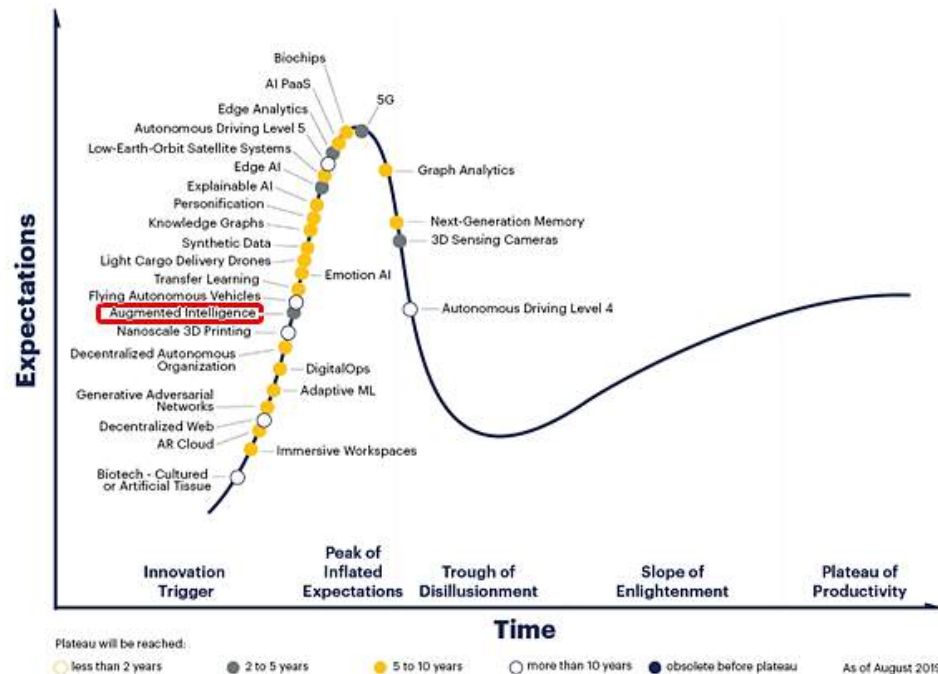 Expectations
Biochips
AI PaaS
Edge Analytics
Autonomous Driving Level 5
Low-Earth-Orbit Satellite Systems
Edge AI
Explainable AI
Personification
Knowledge Graphs
Synthetic Data
Light Cargo Delivery Drones
Transfer Learning
Flying Autonomous Vehicles
Augmented Intelligence
Nanoscale 3D Printing
Decentralized Autonomous
Organization
Generative Adversarial
Networks
Decentralized Web
AR Cloud
Biotech - Cultured
or Artificial Tissue
5G
Graph Analytics
Next-Generation Memory
3D Sensing Cameras
Emotion AI
Autonomous Driving Level 4
DigitalOps
Adaptive ML
Immersive Workspaces
Innovation
Trigger
Peak of
Inflated
Expectations
Trough of
Disillusionment
Slope of
Enlightenment
Plateau of
Productivity
Time
Plateau will be reached:
less than 2 years
2 to 5 years
5 to 10 years
more than 10 years
obsolete before plateau
As of August 2019